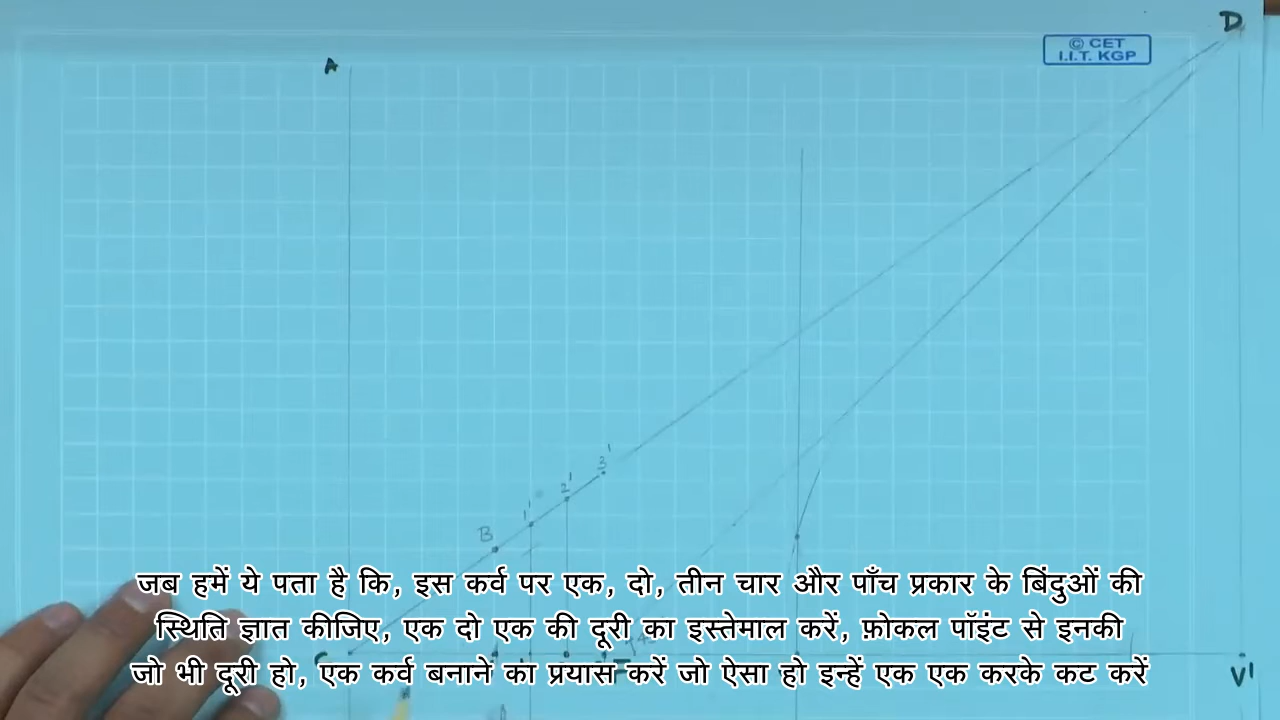 D
© CET
I.I.T. KGP
A
3'
2'
1'
B
जब हमें ये पता है कि, इस कर्व पर एक, दो, तीन चार और पाँच प्रकार के बिंदुओं की
स्थिति ज्ञात कीजिए, एक दो एक की दूरी का इस्तेमाल करें, फ़ोकल पॉइंट से इनकी
C
जो भी दूरी हो, एक कर्व बनाने का प्रयास करें जो ऐसा हो इन्हें एक एक करके कट करें
V'